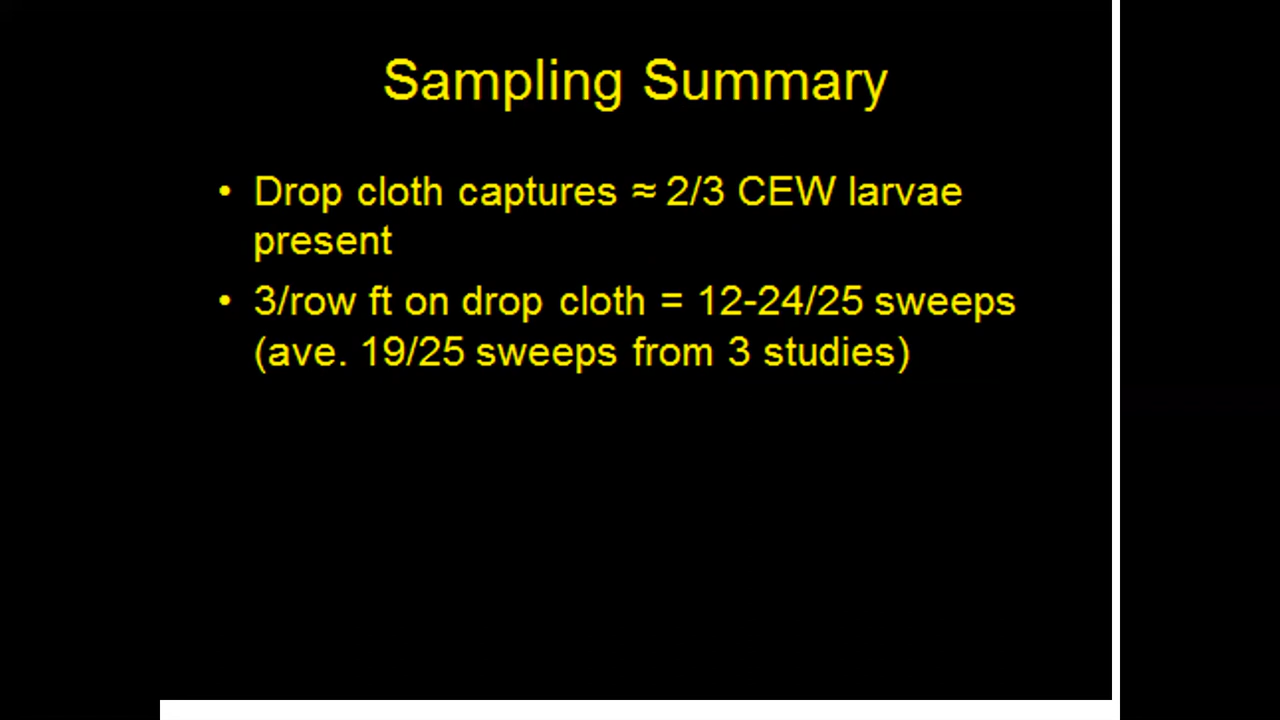 Sampling Summary
• Drop cloth captures ≈ 2/3 CEW larvae
present
• 3/row ft on drop cloth = 12-24/25 sweeps
(ave. 19/25 sweeps from 3 studies)